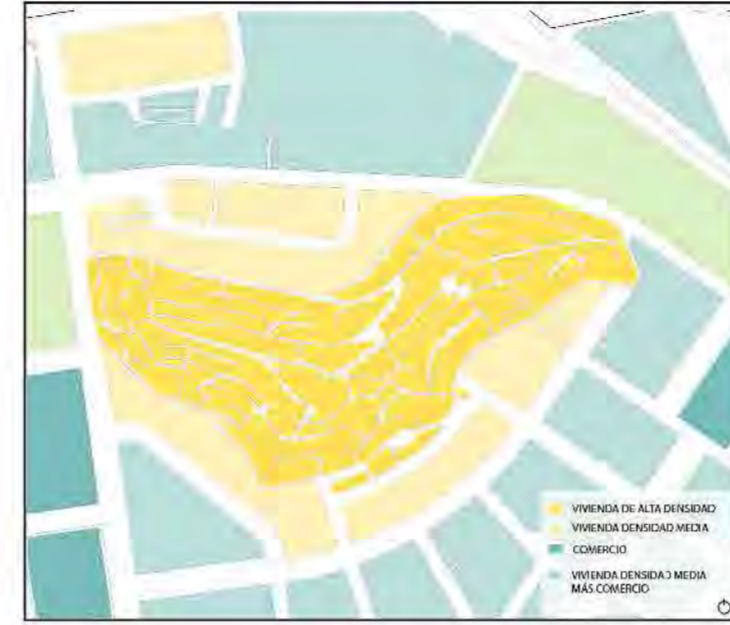 VIVIENDA DE ALTA DENSIDAD
VIVIENDA DENSIDAD MEDIA
COMERCIO
VIVIENDA DENSIDAD MEDIA
MÁS COMERCIO